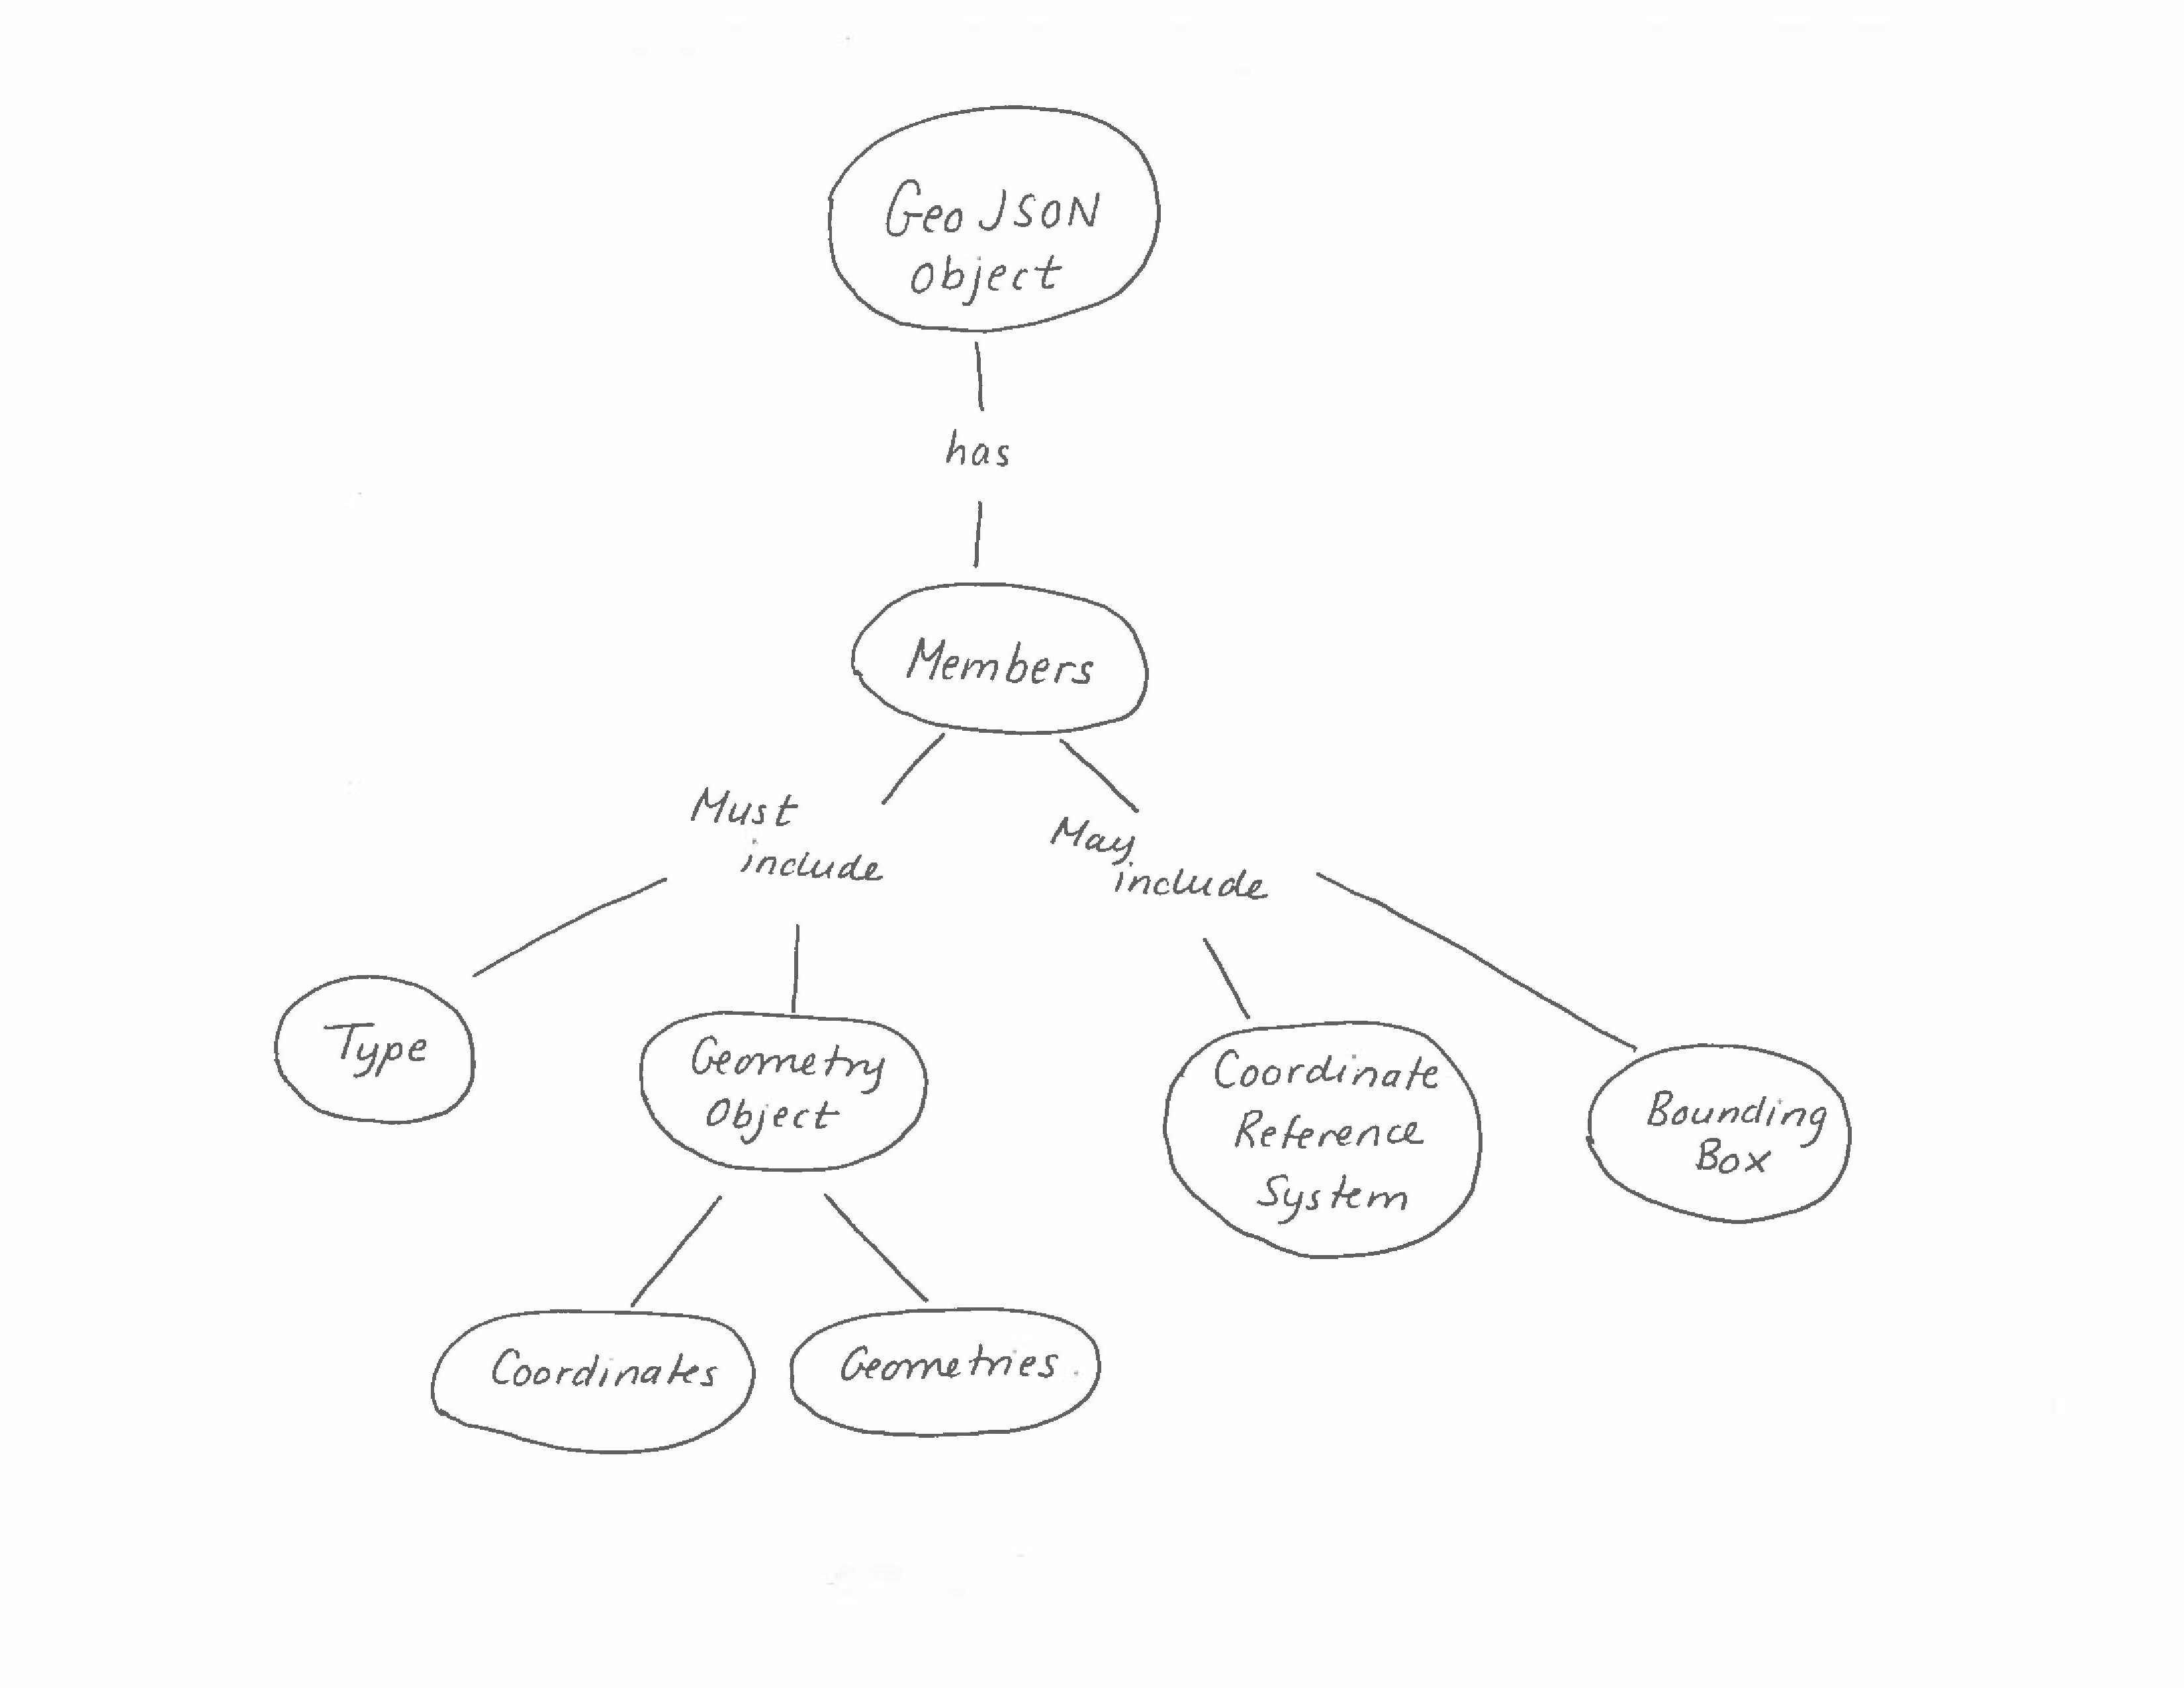 GeoJSON
object
has
Members
Must
include
May
include
Type
Geometry
Object
Coordinate
Reference
System
Bounding
Box
Coordinates
Geometries